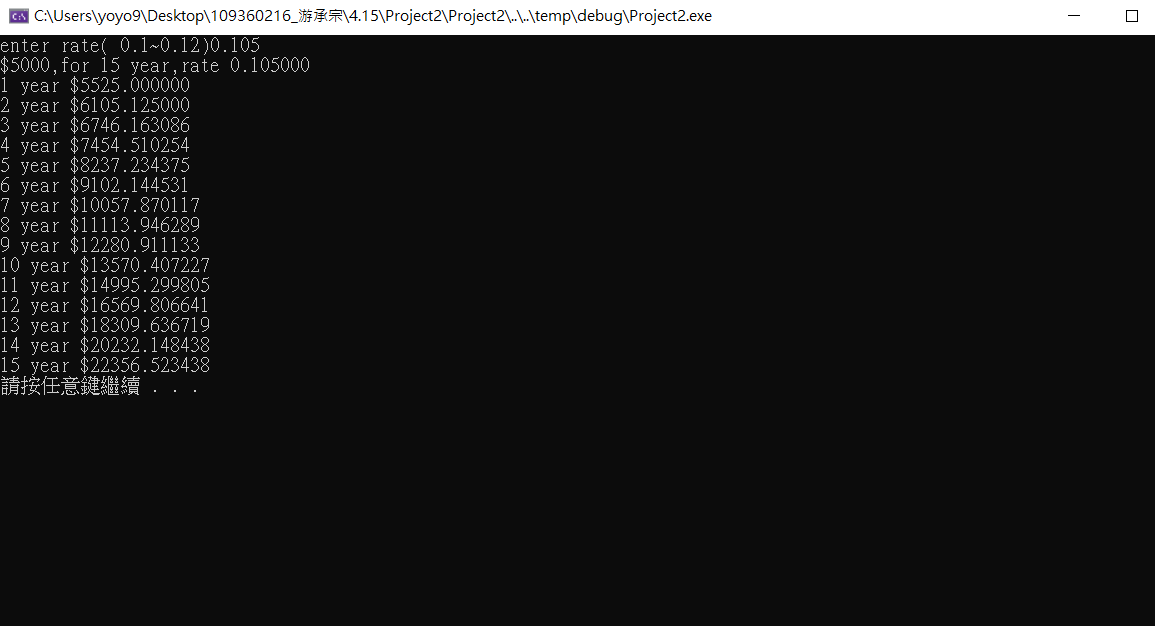 C:\Users\yoyo9\Desktop\109360216_游承宗\4.15\Project2\Project2\..\..\temp\debug\Project2.exe
enter rate( 0.1~0.12)0.105
$5000,for 15 year,rate 0.105000
1 year $5525.000000
2 year $6105.125000
3 year $6746.163086
4 year $7454.510254
5 year $8237.234375
6 year $9102.144531
7 year $10057.870117
8 year $11113.946289
9 year $12280.911133
10 year $13570.407227
11 year $14995.299805
12 year $16569.806641
13 year $18309.636719
14 year $20232.148438
15 year $22356.523438
請按任意鍵繼續 . . .